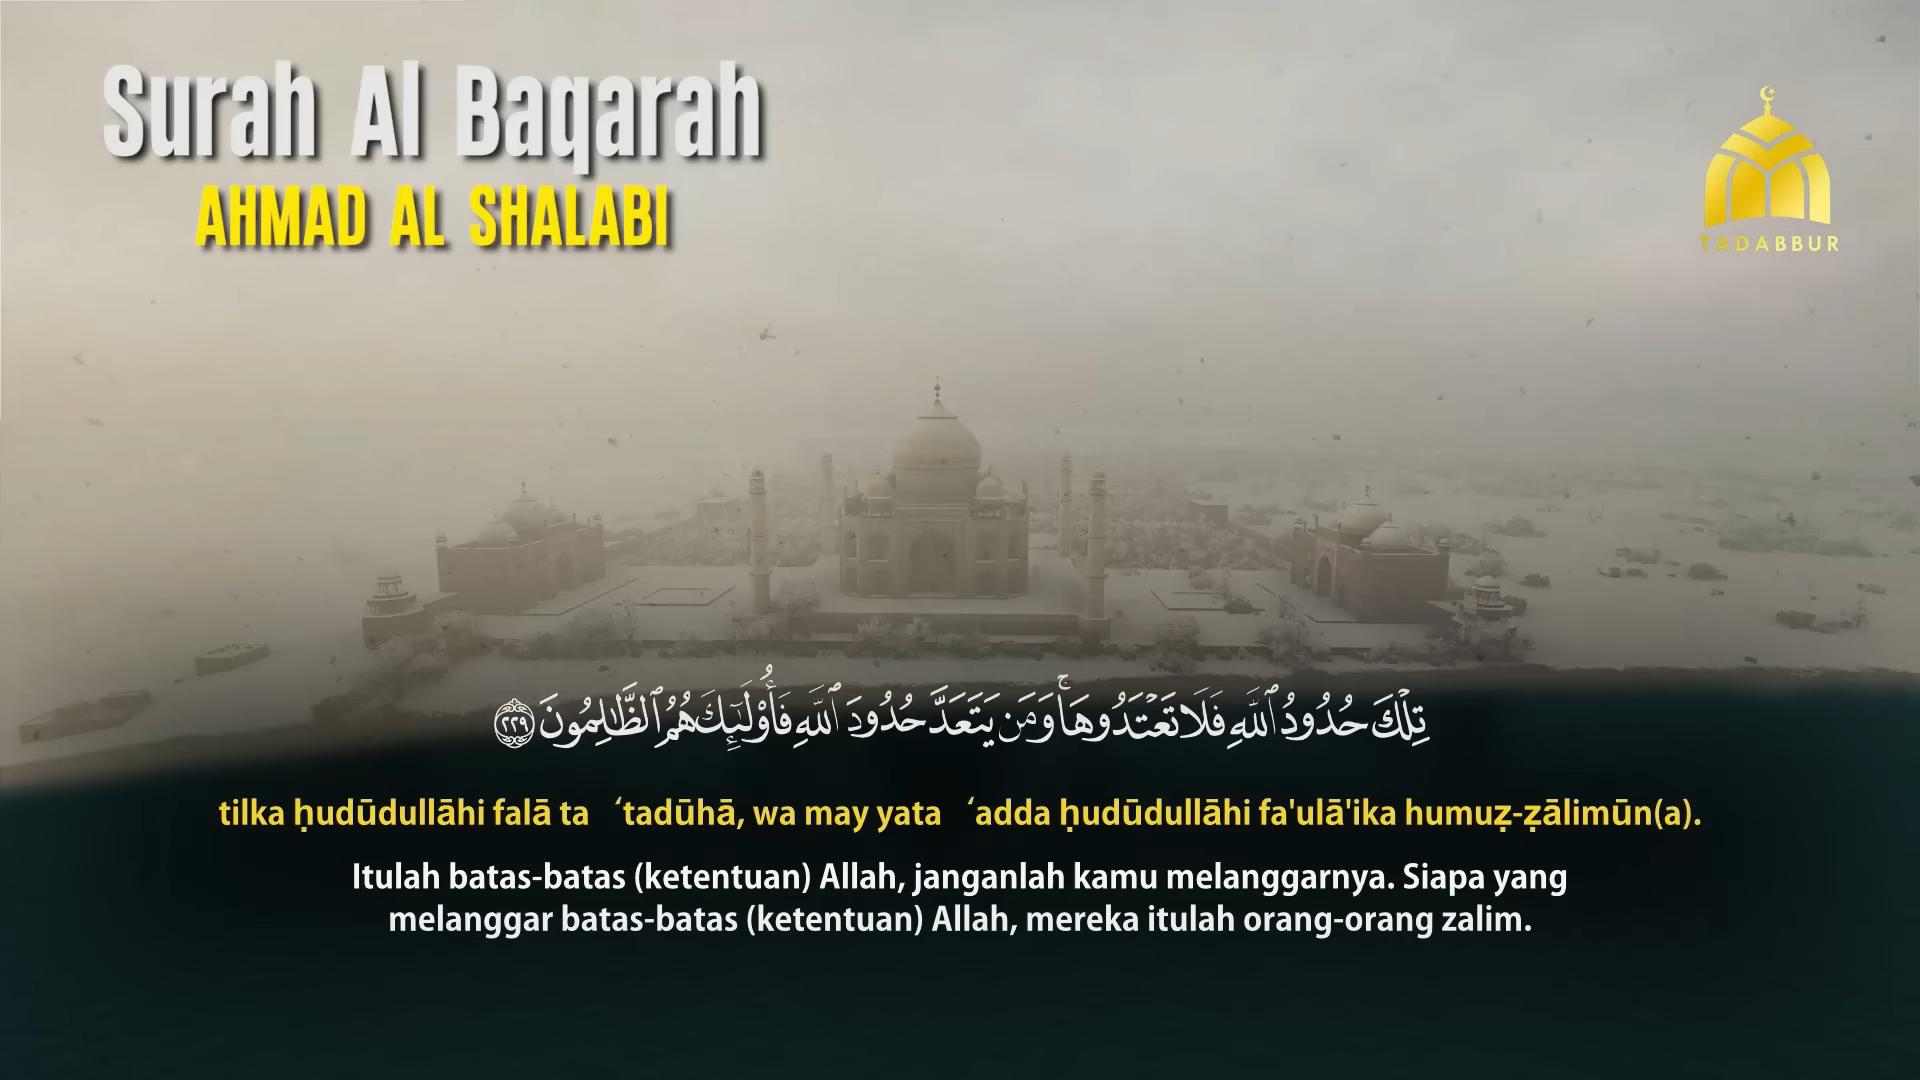 Surah Al Baqarah
AHMAD AL SHALABI
TADABBUR
تِلْكَ حُدُودُ ٱللَّهِ فَلَا تَعْتَدُوهَا ۚ وَمَن يَتَعَدَّ حُدُودَ ٱللَّهِ فَأُو۟لَـٰٓئِكَ هُمُ ٱلظَّـٰلِمُونَ ٢٢٩
tilka ḥudūdullāhi falā ta ‘tadūhā, wa may yata ‘adda ḥudūdullāhi fa'ulā'ika humuẓ-ẓālimūn(a).
Itulah batas-batas (ketentuan) Allah, janganlah kamu melanggarnya. Siapa yang
melanggar batas-batas (ketentuan) Allah, mereka itulah orang-orang zalim.